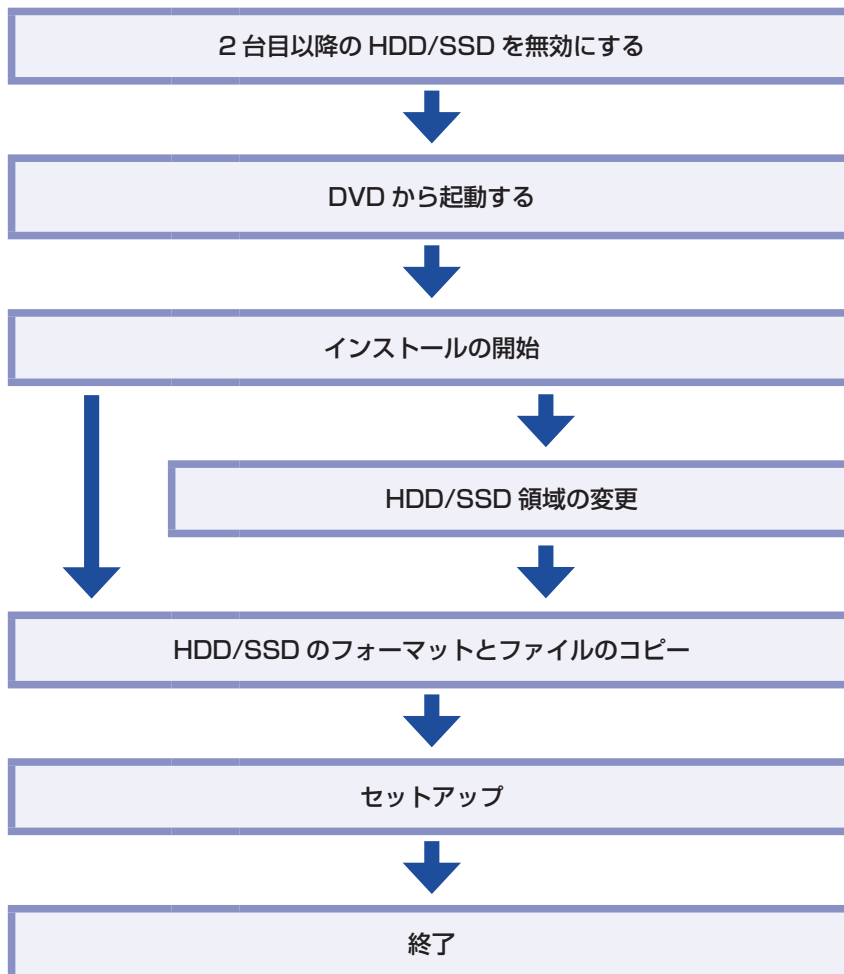 2 台目以降の HDD/SSD を無効にする
DVD から起動する
インストールの開始
HDD/SSD 領域の変更
HDD/SSD のフォーマットとファイルのコピー
セットアップ
終了